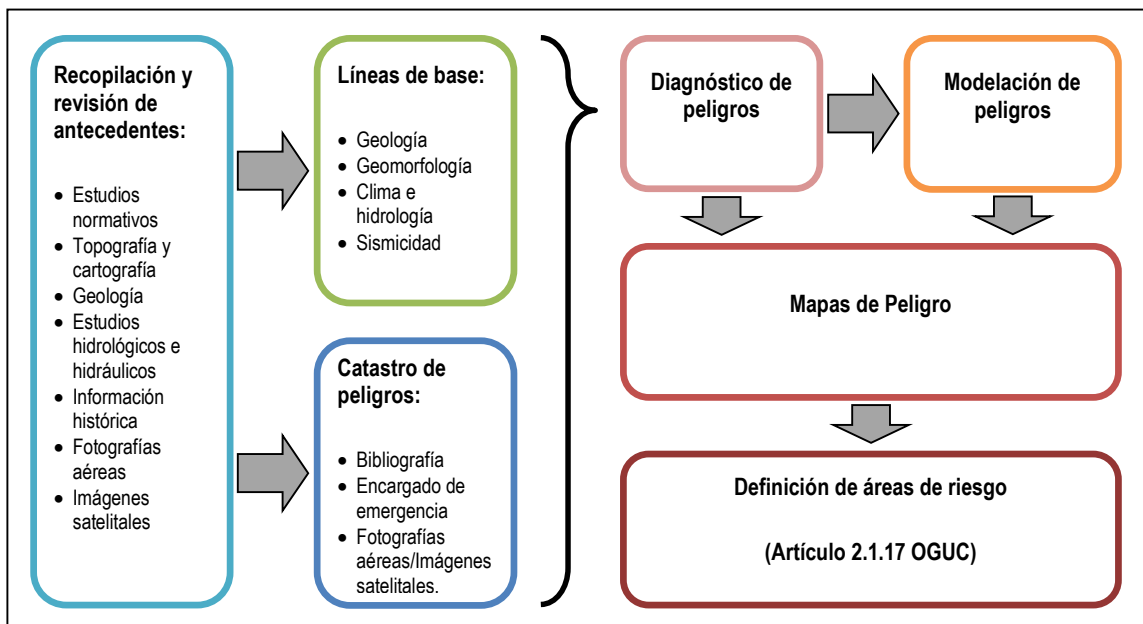 Recopilación y
revisión de
antecedentes:
• Estudios
normativos
• Topografía y
cartografía
• Geología
• Estudios
hidrológicos e
hidráulicos
• Información
histórica
• Fotografías
aéreas
• Imágenes
satelitales
Líneas de base:
• Geología
• Geomorfología
• Clima e
hidrología
• Sismicidad
Catastro de
peligros:
• Bibliografía
• Encargado de
emergencia
• Fotografías
aéreas/Imágenes
satelitales.
Diagnóstico de
peligros
Modelación de
peligros
Mapas de Peligro
Definición de áreas de riesgo
(Artículo 2.1.17 OGUC)